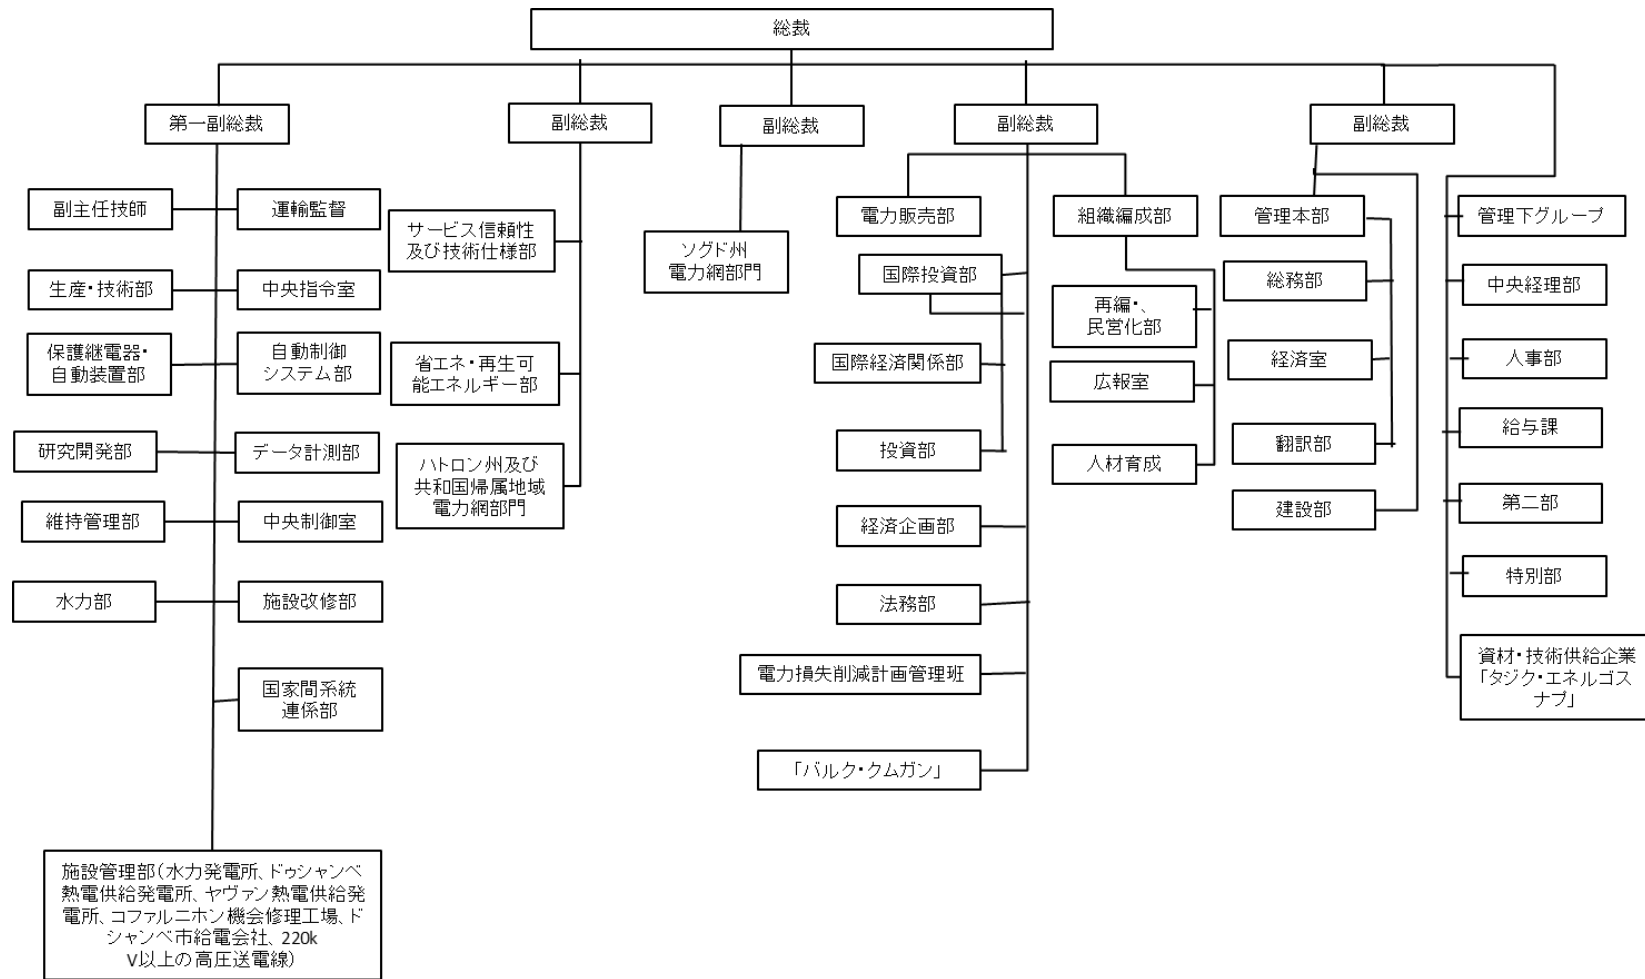 総裁
第一副総裁
副総裁
副総裁
副総裁
副総裁
副主任技師
運輸監督
生産・技術部
中央指令室
保護継電器・
自動装置部
自動制御
システム部
研究開発部
データ計測部
維持管理部
中央制御室
水力部
施設改修部
国家間系統
連係部
施設管理部(水力発電所、ドゥシャンベ
熱電供給発電所、ヤヴァン熱電供給発
電所、コファルニホン機会修理工場、ド
シャンベ市給電会社、220k
V以上の高圧送電線)
サービス信頼性
及び技術仕様部
省エネ・再生可
能エネルギー部
ハトロン州及び
共和国帰属地域
電力網部門
ソグド州
電力網部門
電力販売部
組織編成部
国際投資部
国際経済関係部
投資部
経済企画部
法務部
電力損失削減計画管理班
「バルク・クムガン」
再編・、
民営化部
広報室
人材育成
管理本部
総務部
経済室
翻訳部
建設部
管理下グループ
中央経理部
人事部
給与課
第二部
特別部
資材・技術供給企業
「タジク・エネルゴス
ナブ」